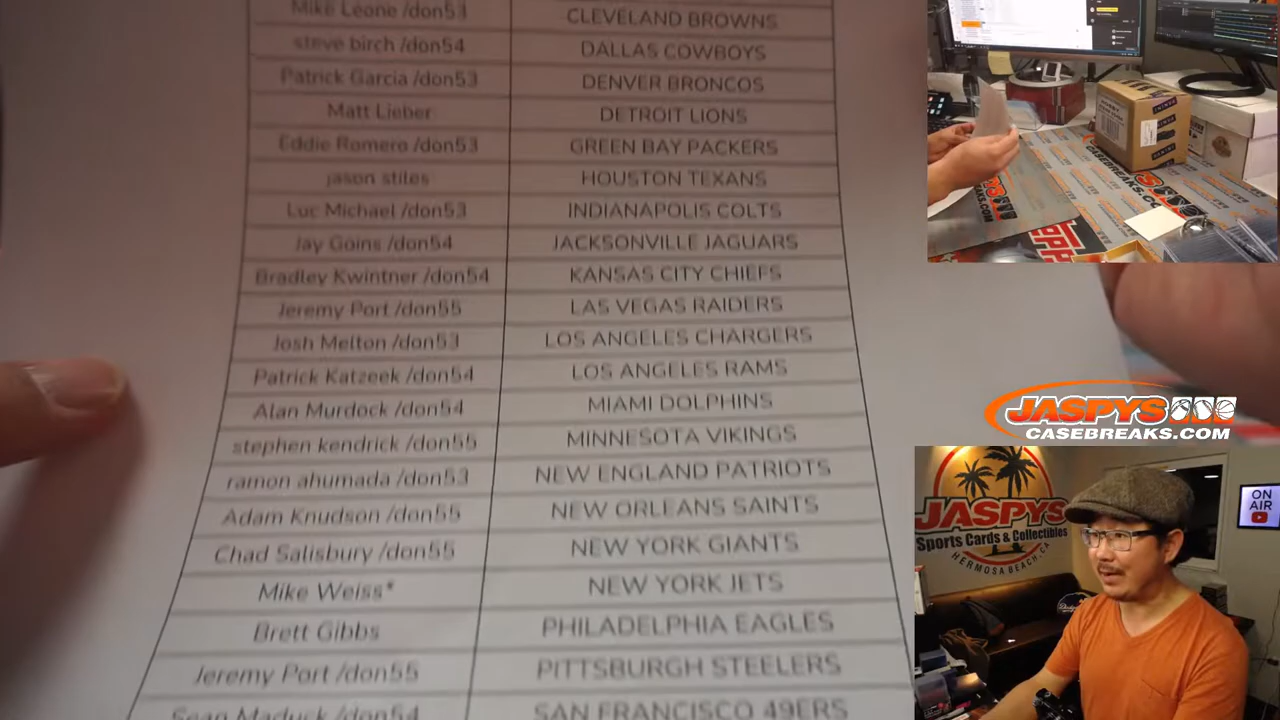 Mike Leone /don53 CLEVELAND BROWNS
steve birch /don54 DALLAS COWBOYS
Patrick Garcia /don53 DENVER BRONCOS
Matt Lieber DETROIT LIONS
Eddie Romero /don53 GREEN BAY PACKERS
jason stiles HOUSTON TEXANS
Luc Michael /don53 INDIANAPOLIS COLTS
Jay Goins /don54 JACKSONVILLE JAGUARS
Bradley Kwintner /don54 KANSAS CITY CHIEFS
Jeremy Port /don55 LAS VEGAS RAIDERS
Josh Melton /don53 LOS ANGELES CHARGERS
Patrick Katzeek /don54 LOS ANGELES RAMS
Alan Murdock /don54 MIAMI DOLPHINS
stephen kendrick /don55 MINNESOTA VIKINGS
ramon ahumada /don53 NEW ENGLAND PATRIOTS
Adam Knudson /don55 NEW ORLEANS SAINTS
Chad Salisbury /don55 NEW YORK GIANTS
Mike Weiss* NEW YORK JETS
Brett Gibbs PHILADELPHIA EAGLES
Jeremy Port /don55 PITTSBURGH STEELERS
Sean Maduck /don54 SAN FRANCISCO 49ERS
JASPYS
CASEBREAKS.COM
JASPYS
Sports Cards & Collectibles
HERMOSA BEACH, CA
ON
AIR